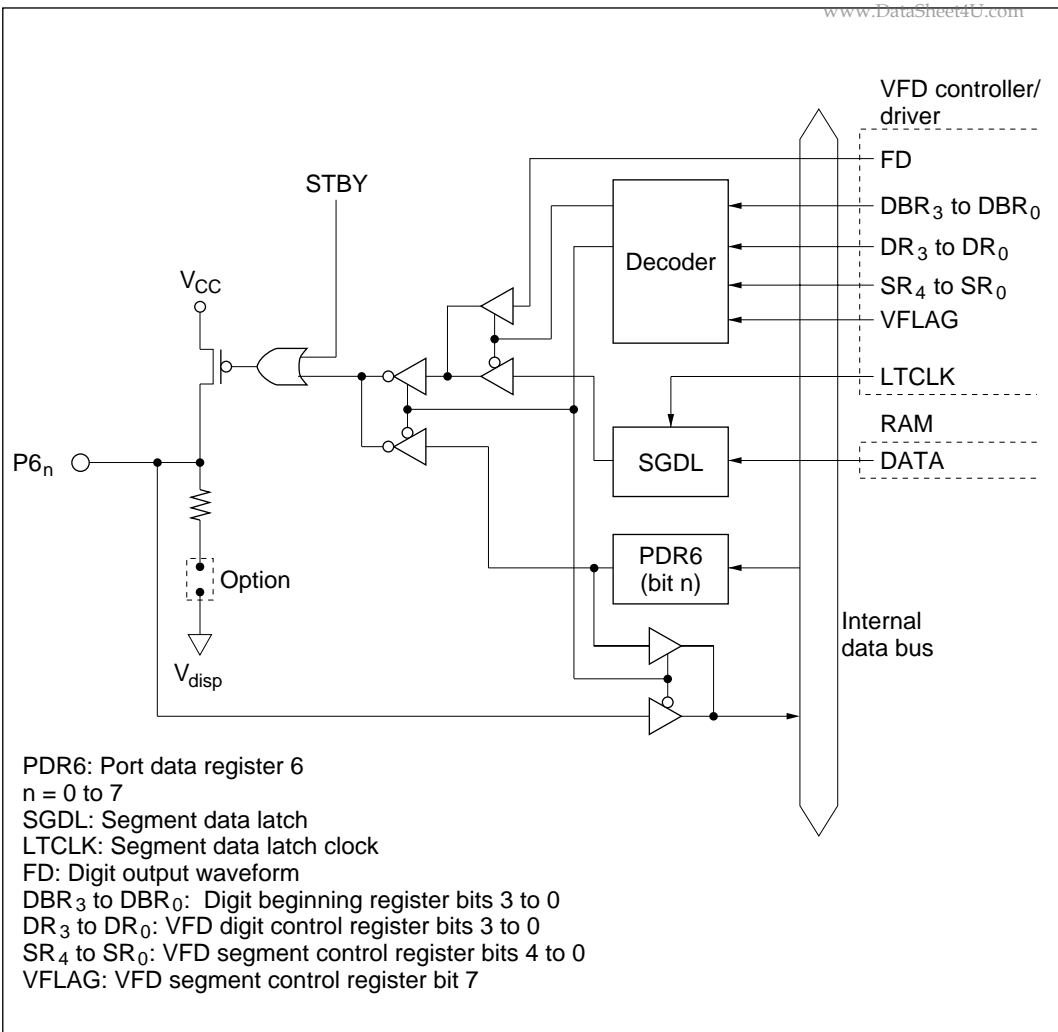 www.DataSheet4U.com
VFD controller/
driver
FD
STBY
DBR3 to DBR0
DR3 to DR0
Decoder
SR4 to SR0
VCC
VFLAG
LTCLK
RAM
P6n
SGDL
DATA
PDR6
(bit n)
Option
Internal
data bus
Vdisp
PDR6: Port data register 6
n = 0 to 7
SGDL: Segment data latch
LTCLK: Segment data latch clock
FD: Digit output waveform
DBR3 to DBR0:  Digit beginning register bits 3 to 0
DR3 to DR0: VFD digit control register bits 3 to 0
SR4 to SR0: VFD segment control register bits 4 to 0
VFLAG: VFD segment control register bit 7